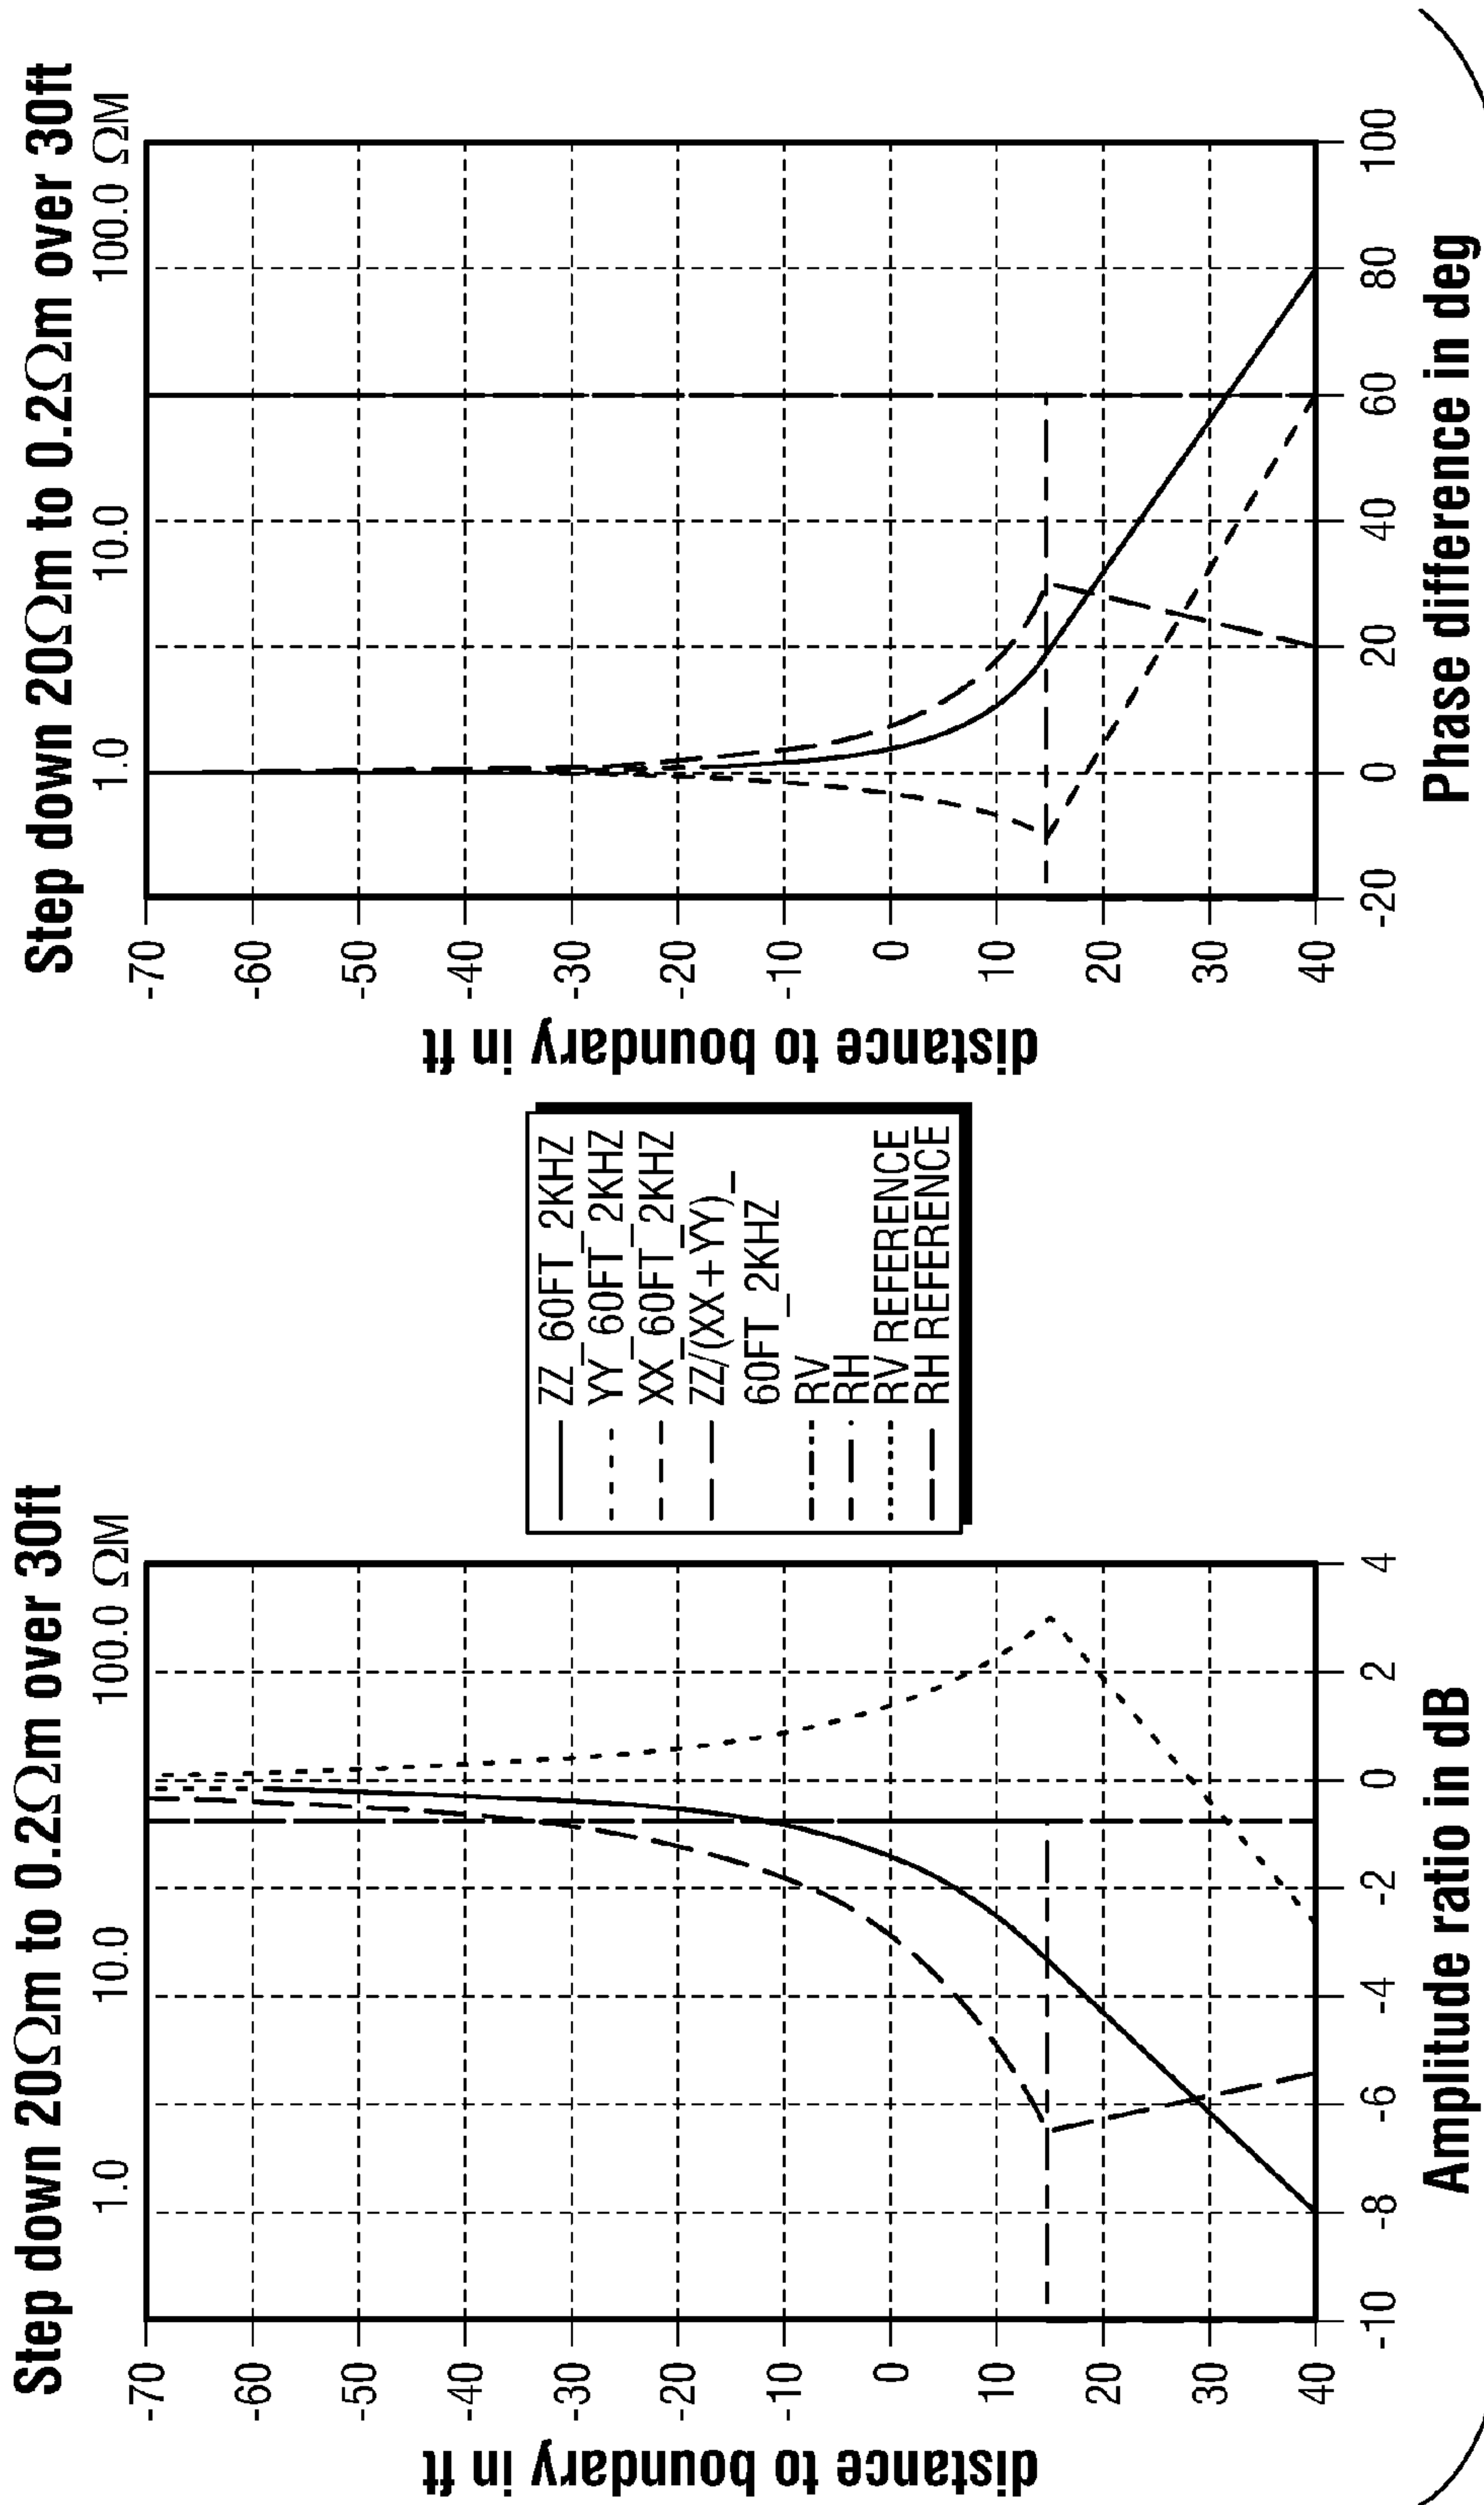 Step down 20Ωm to 0.2Ωm over 30ft
1.0 10.0 100.0 ΩM
distance to boundary in ft
-70
-60
-50
-40
-30
-20
-10
0
10
20
30
40
-10 -8 -6 -4 -2 0 2 4
Amplitude ratio in dB
ZZ_60FT_2KHZ
YY_60FT_2KHZ
XX_60FT_2KHZ
ZZ/(XX+YY)_
60FT_2KHZ
RV
RH
RV REFERENCE
RH REFERENCE
Step down 20Ωm to 0.2Ωm over 30ft
1.0 10.0 100.0 ΩM
distance to boundary in ft
-70
-60
-50
-40
-30
-20
-10
0
10
20
30
40
-20 0 20 40 60 80 100
Phase difference in deg